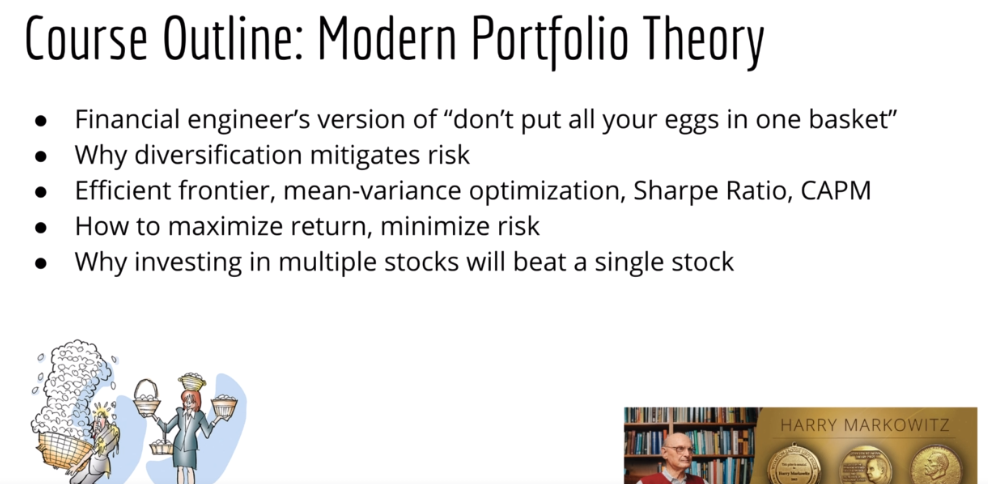 Course Outline: Modern Portfolio Theory
● Financial engineer's version of “don't put all your eggs in one basket”
● Why diversification mitigates risk
● Efficient frontier, mean-variance optimization, Sharpe Ratio, CAPM
● How to maximize return, minimize risk
● Why investing in multiple stocks will beat a single stock
HARRY MARKOWITZ